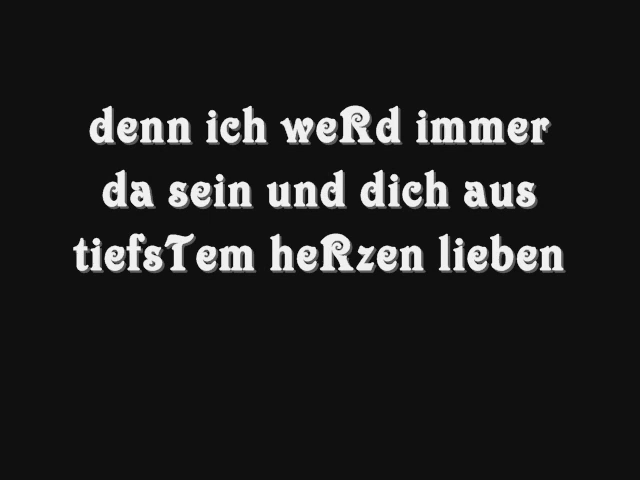 denn ich weRd immer
da sein und dich aus
tiefsTem heRzen lieben